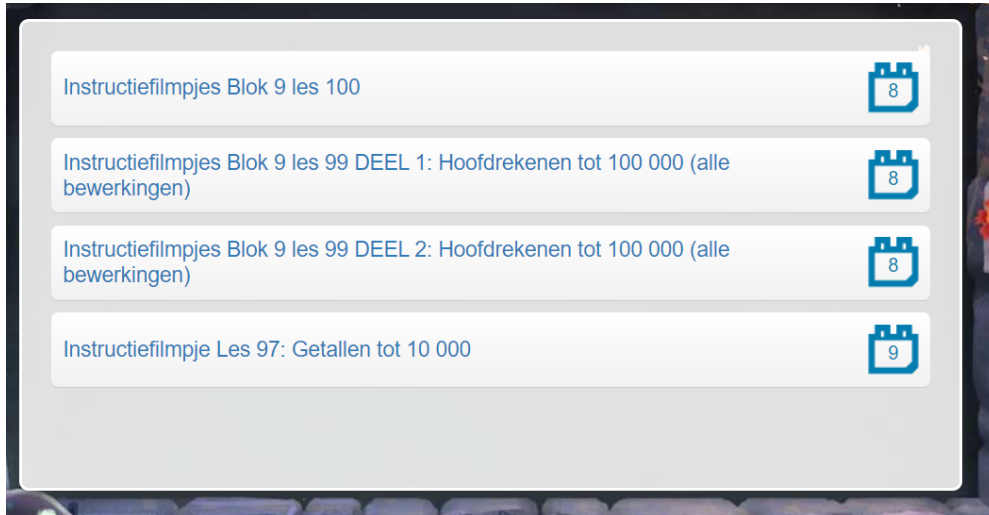 Instructiefilmpjes Blok 9 les 100
8
Instructiefilmpjes Blok 9 les 99 DEEL 1: Hoofdrekenen tot 100 000 (alle
bewerkingen)
8
Instructiefilmpjes Blok 9 les 99 DEEL 2: Hoofdrekenen tot 100 000 (alle
bewerkingen)
8
Instructiefilmpje Les 97: Getallen tot 10 000
9